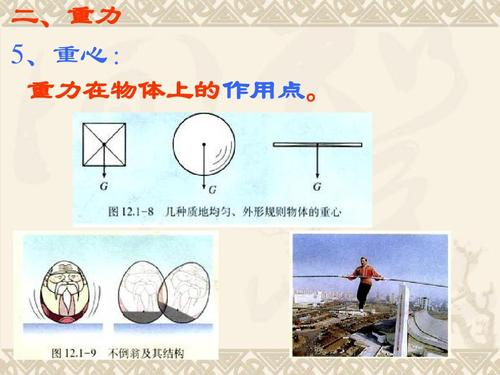 二、重力
5、重心：
重力在物体上的作用点。
G
G
G
图 12.1-8 几种质地均匀、外形规则物体的重心
图 12.1-9 不倒翁及其结构